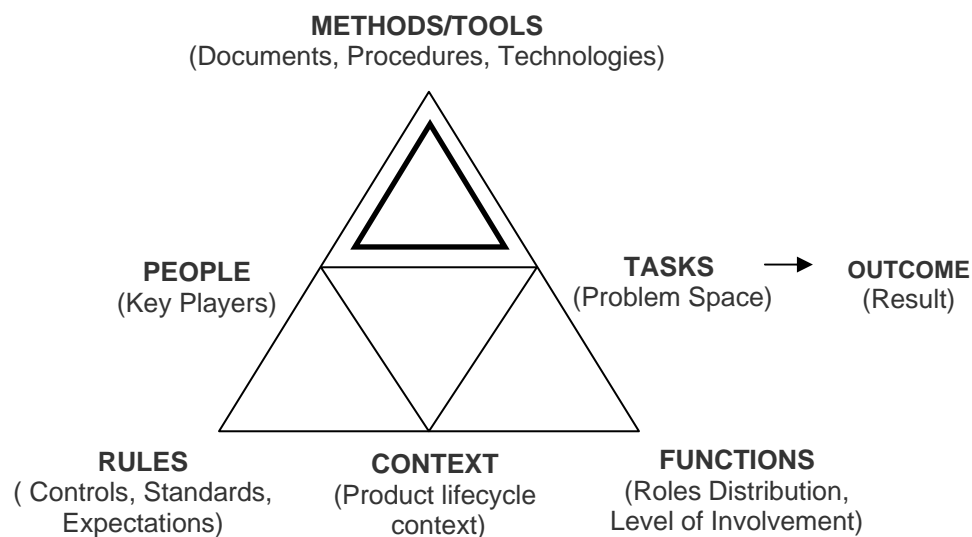 METHODS/TOOLS
(Documents, Procedures, Technologies)
PEOPLE
(Key Players)
TASKS
(Problem Space)
OUTCOME
(Result)
RULES
( Controls, Standards,
Expectations)
CONTEXT
(Product lifecycle
context)
FUNCTIONS
(Roles Distribution,
Level of Involvement)